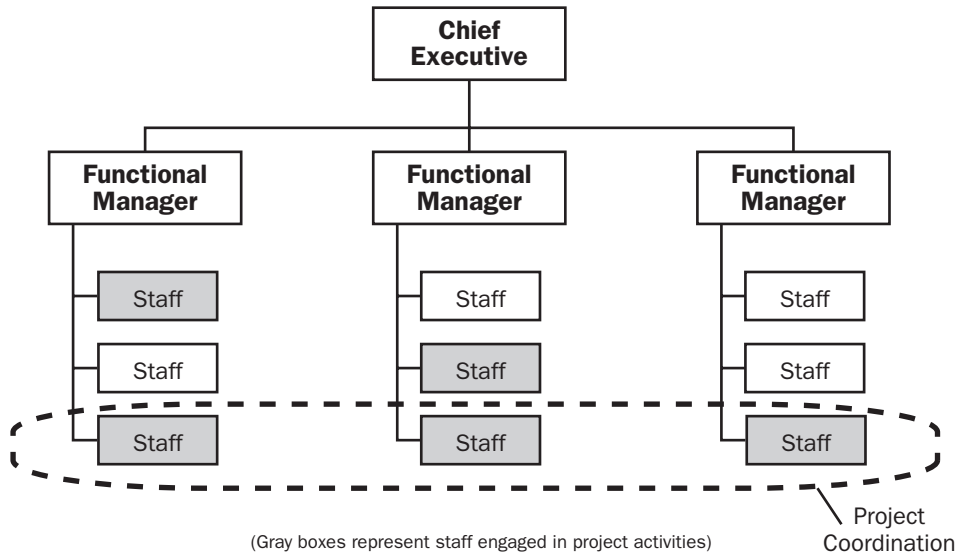 Chief
Executive
Functional
Manager
Functional
Manager
Functional
Manager
Staff
Staff
Staff
Staff
Staff
Staff
Staff
Staff
Staff
(Gray boxes represent staff engaged in project activities)
Project
Coordination